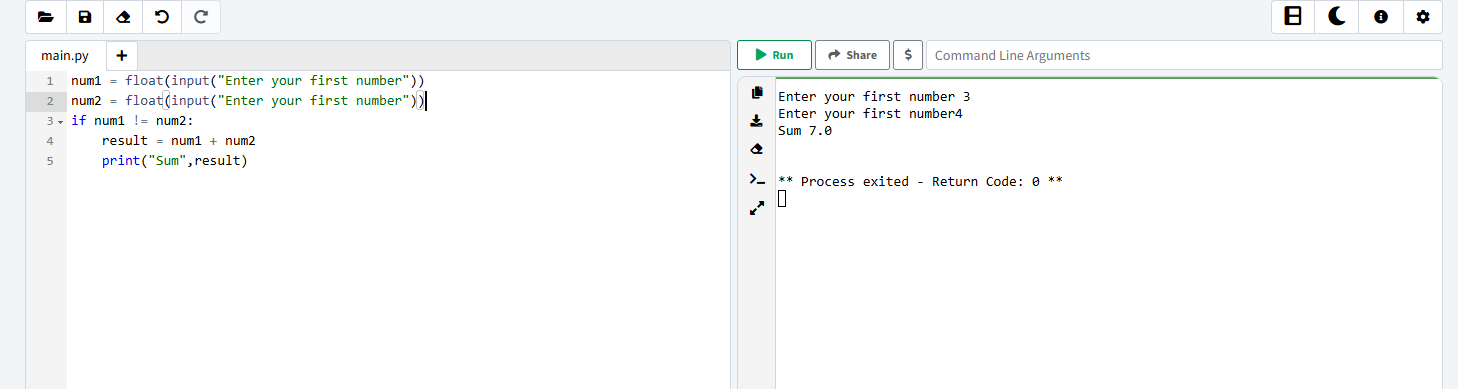 main.py
1 num1 = float(input("Enter your first number"))
2 num2 = float(input("Enter your first number"))
3 if num1 != num2:
4     result = num1 + num2
5     print("Sum",result)
Run Share $ Command Line Arguments
Enter your first number 3
Enter your first number4
Sum 7.0
** Process exited - Return Code: 0 **